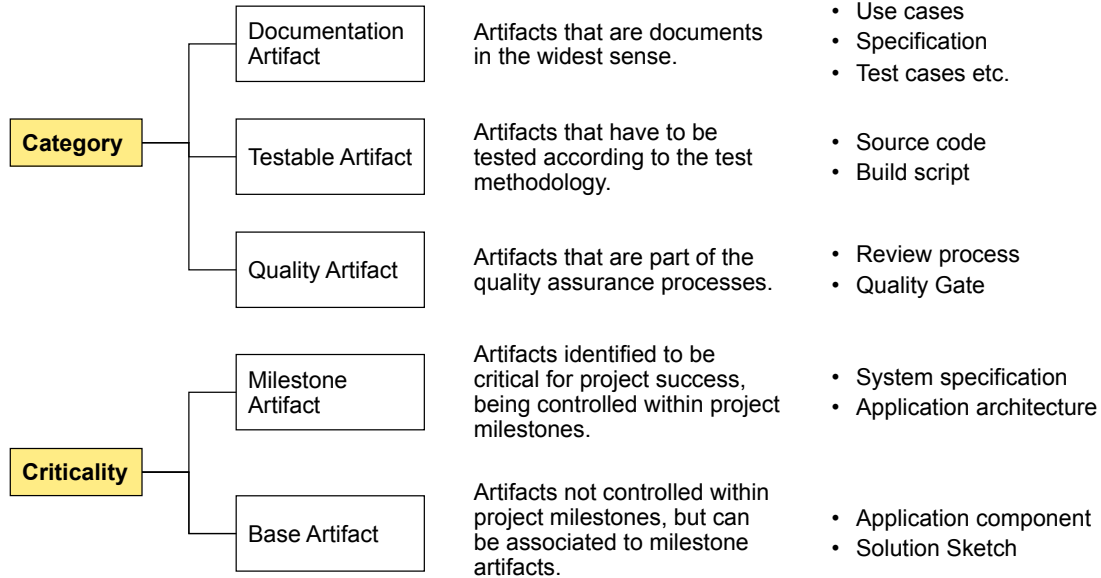 Documentation
Artifact
Artifacts that are documents
in the widest sense.
• Use cases
• Specification
• Test cases etc.
Category
Testable Artifact
Artifacts that have to be
tested according to the test
methodology.
• Source code
• Build script
Quality Artifact
Artifacts that are part of the
quality assurance processes.
• Review process
• Quality Gate
Milestone
Artifact
Artifacts identified to be
critical for project success,
being controlled within project
milestones.
• System specification
• Application architecture
Criticality
Base Artifact
Artifacts not controlled within
project milestones, but can
be associated to milestone
artifacts.
• Application component
• Solution Sketch